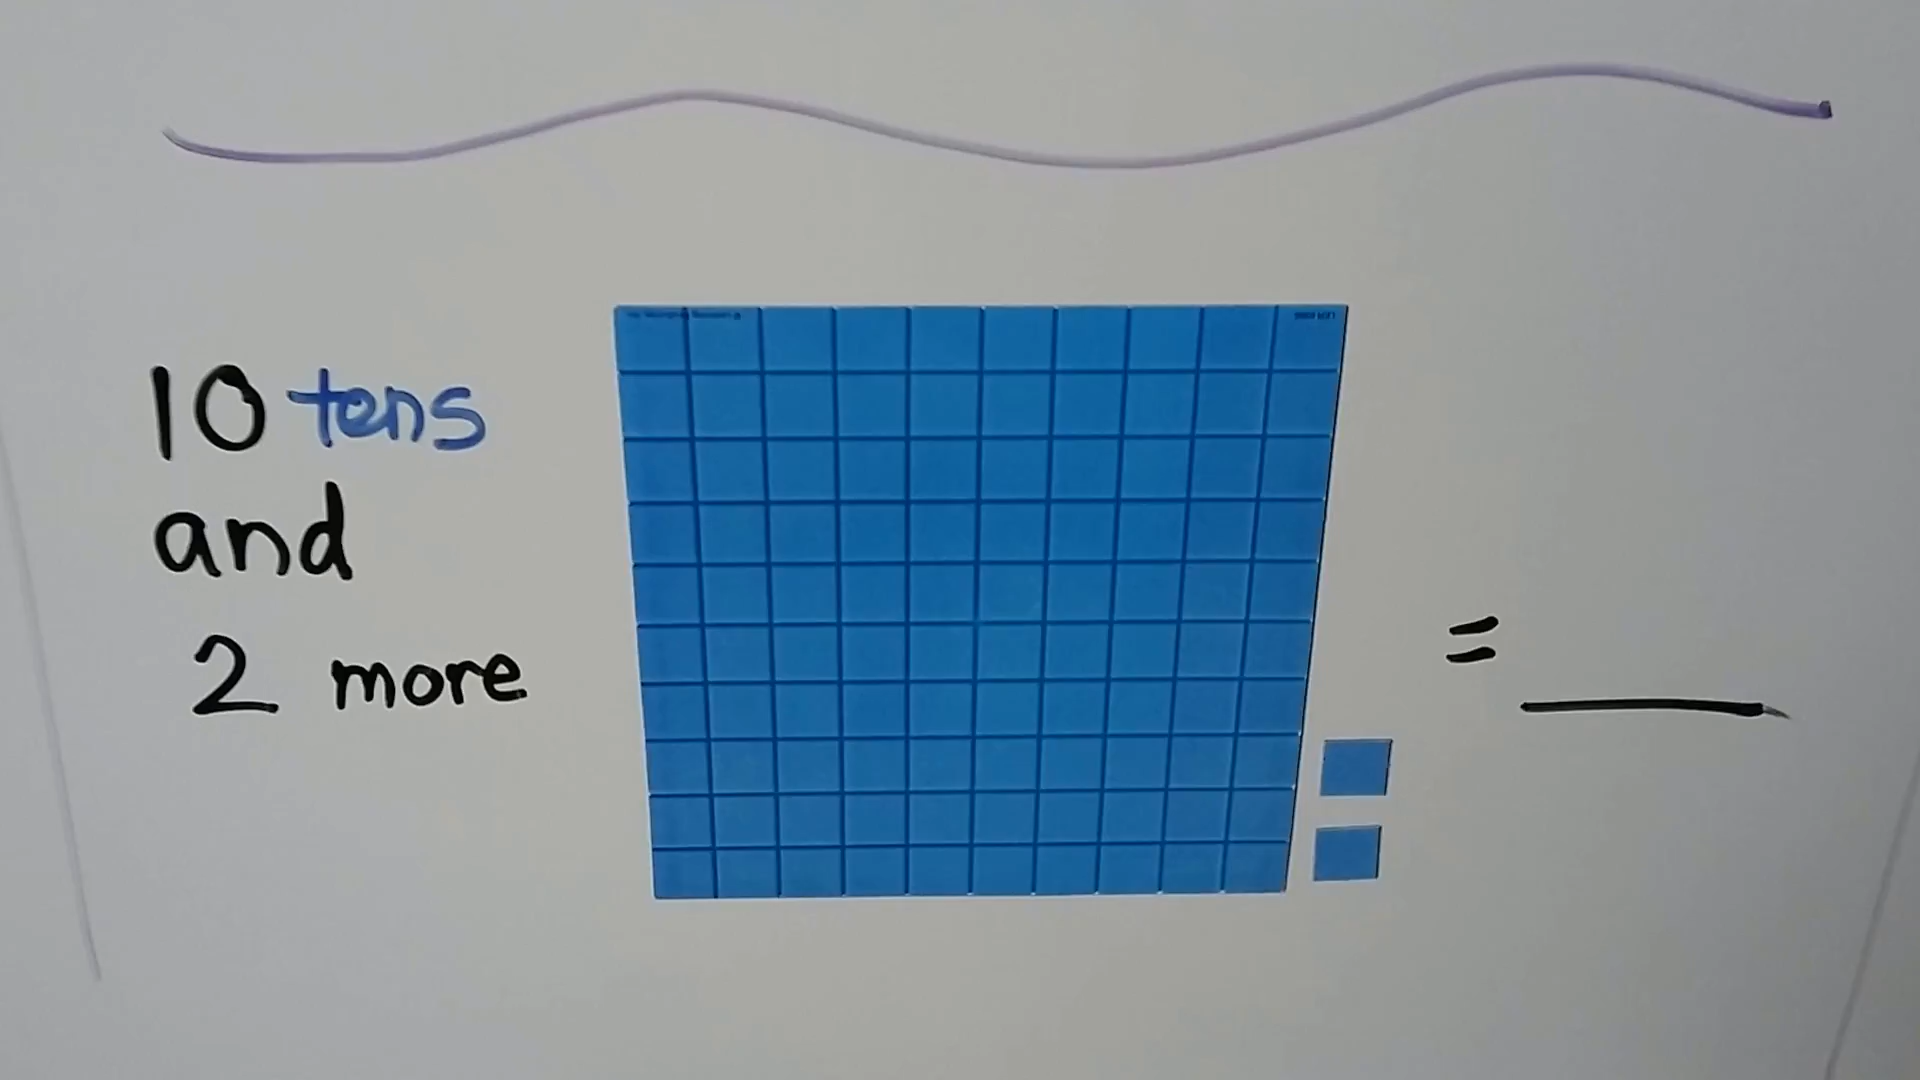 10 tens
and
2 more
=